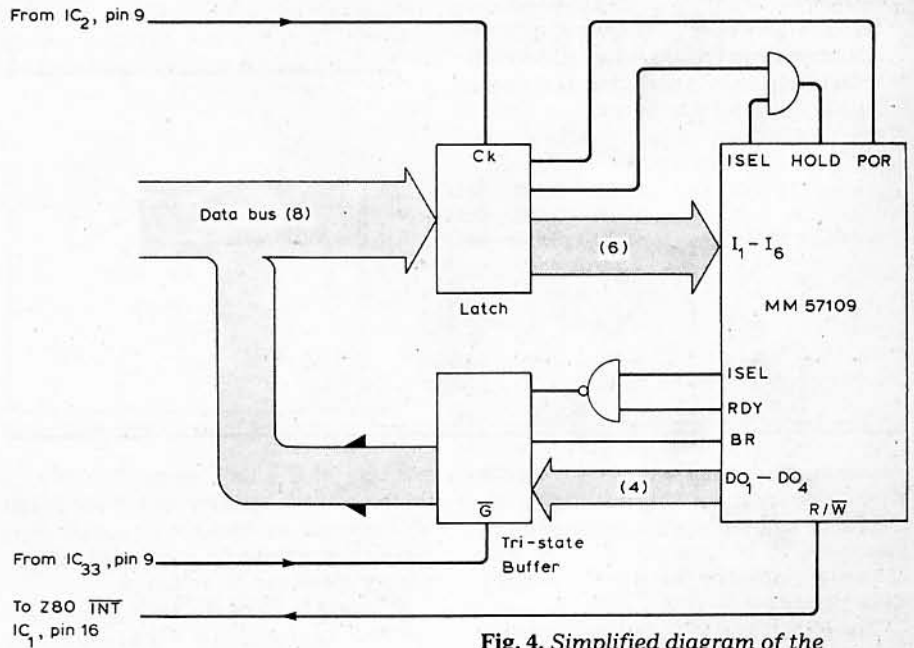 From IC2, pin 9
Ck
ISEL HOLD POR
Data bus (8)
(6)
I1 – I6
Latch
MM 57109
ISEL
RDY
BR
(4)
DO1 – DO4
G̅
R/W̅
Tri-state
Buffer
From IC33, pin 9
To Z80 I̅N̅T̅
IC1, pin 16
Fig. 4. Simplified diagram of the